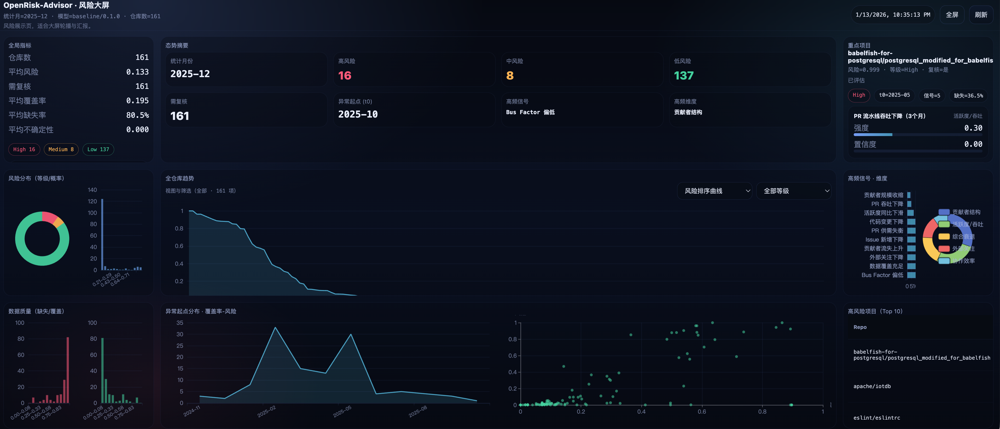 OpenRisk-Advisor · 风险大屏
统计月=2025-12 · 模型=baseline/0.1.0 · 仓库数=161
风险展示页，适合大屏轮播与汇报。
1/13/2026, 10:35:13 PM
全屏
刷新
全局指标
仓库数 161
平均风险 0.133
需复核 161
平均覆盖率 0.195
平均缺失率 80.5%
平均不确定性 0.000
High 16
Medium 8
Low 137
态势摘要
统计月份
2025-12
高风险
16
中风险
8
低风险
137
需复核
161
异常起点 (t0)
2025-10
高频信号
Bus Factor 偏低
高频维度
贡献者结构
重点项目
babelfish-for-
postgresql/postgresql_modified_for_babelfis
风险=0.999 · 等级=High · 复核=是
已评估
High
t0=2025-05
信号=5
缺失=36.5%
PR 流水线吞吐下降（3个月） 活跃度/吞吐
强度 0.30
置信度 0.00
风险分布（等级/概率）
140
120
100
80
60
40
20
0
0.21-0.29
0.43-0.50
0.64-0.71
全仓库趋势
视图与筛选（全部 · 161 项）
风险排序曲线
全部等级
1
0.8
0.6
0.4
0.2
高频信号 · 维度
贡献者规模收缩
PR 吞吐下降
活跃度同比下滑
代码变更下降
PR 供需失衡
Issue 新增下降
贡献者流失上升
外部关注下降
数据覆盖充足
Bus Factor 偏低
0 5 1
贡献者结构
活跃度/吞吐
综合衰退
外部关注
协作效率
数据质量（缺失/覆盖）
100
80
60
40
20
0
0.00-0.08
0.25-0.33
0.50-0.58
0.75-0.83
100
80
60
40
20
0
0.00-0.08
0.25-0.33
0.50-0.58
0.75-0.83
异常起点分布 · 覆盖率-风险
35
30
25
20
15
10
5
0
2024-11
2025-02
2025-05
2025-08
1
0.8
0.6
0.4
0.2
0
0
0.2
0.4
0.6
0.8
1
高风险项目（Top 10）
Repo
babelfish-for-
postgresql/postgresql_modified_for_babelfish
apache/iotdb
eslint/eslintrc